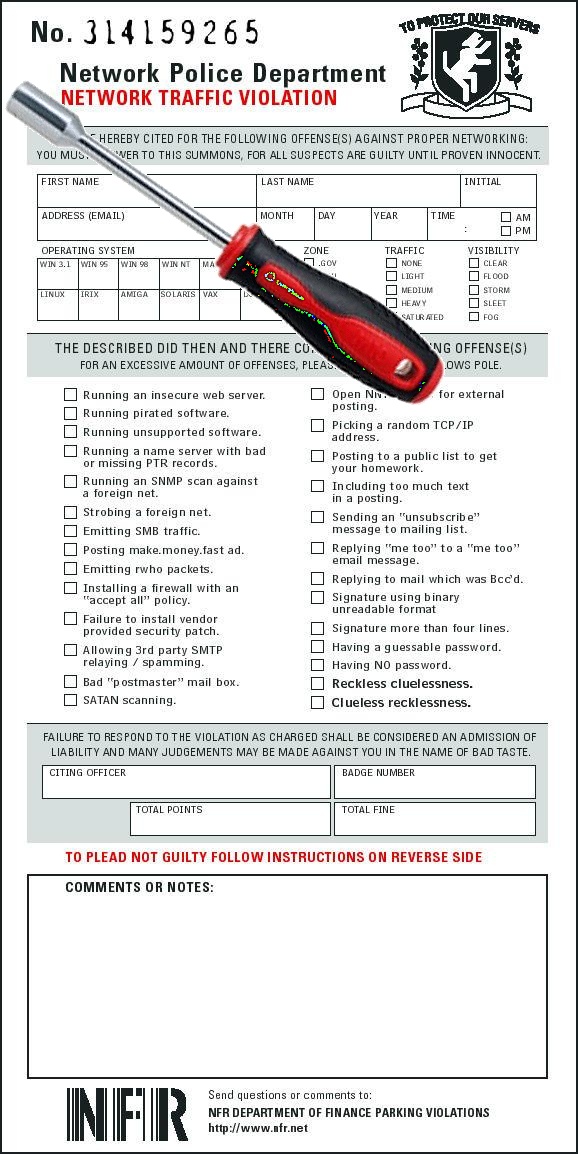 No. 314159265
TO PROTECT OUR SERVERS
Network Police Department
NETWORK TRAFFIC VIOLATION
HEREBY CITED FOR THE FOLLOWING OFFENSE(S) AGAINST PROPER NETWORKING:
YOU MUST TO THIS SUMMONS, FOR ALL SUSPECTS ARE GUILTY UNTIL PROVEN INNOCENT.
FIRST NAME LAST NAME INITIAL
ADDRESS (EMAIL) MONTH DAY YEAR TIME : AM
PM
OPERATING SYSTEM ZONE TRAFFIC VISIBILITY
WIN 3.1 WIN 95 WIN 98 WIN NT .GOV NONE CLEAR
LIGHT FLOOD
LINUX IRIX AMIGA SOLARIS VAX MEDIUM STORM
HEAVY SLEET
SATURATED FOG
THE DESCRIBED DID THEN AND THERE OFFENSE(S)
FOR AN EXCESSIVE AMOUNT OF OFFENSES, POLE.
Running an insecure web server.
Running pirated software.
Running unsupported software.
Running a name server with bad
or missing PTR records.
Running an SNMP scan against
a foreign net.
Strobing a foreign net.
Emitting SMB traffic.
Posting make.money.fast ad.
Emitting rwho packets.
Installing a firewall with an
"accept all" policy.
Failure to install vendor
provided security patch.
Allowing 3rd party SMTP
relaying / spamming.
Bad "postmaster" mail box.
SATAN scanning.
Open for external
posting.
Picking a random TCP/IP
address.
Posting to a public list to get
your homework.
Including too much text
in a posting.
Sending an "unsubscribe"
message to mailing list.
Replying "me too" to a "me too"
email message.
Replying to mail which was Bcc'd.
Signature using binary
unreadable format
Signature more than four lines.
Having a guessable password.
Having NO password.
Reckless cluelessness.
Clueless recklessness.
FAILURE TO RESPOND TO THE VIOLATION AS CHARGED SHALL BE CONSIDERED AN ADMISSION OF
LIABILITY AND MANY JUDGEMENTS MAY BE MADE AGAINST YOU IN THE NAME OF BAD TASTE.
CITING OFFICER BADGE NUMBER
TOTAL POINTS TOTAL FINE
TO PLEAD NOT GUILTY FOLLOW INSTRUCTIONS ON REVERSE SIDE
COMMENTS OR NOTES:
NFR
Send questions or comments to:
NFR DEPARTMENT OF FINANCE PARKING VIOLATIONS
http://www.nfr.net